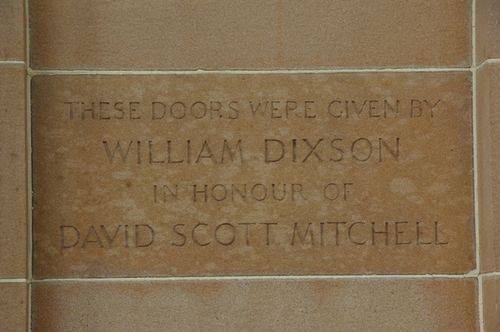 THESE DOORS WERE GIVEN BY
WILLIAM DIXSON
IN HONOUR OF
DAVID SCOTT MITCHELL